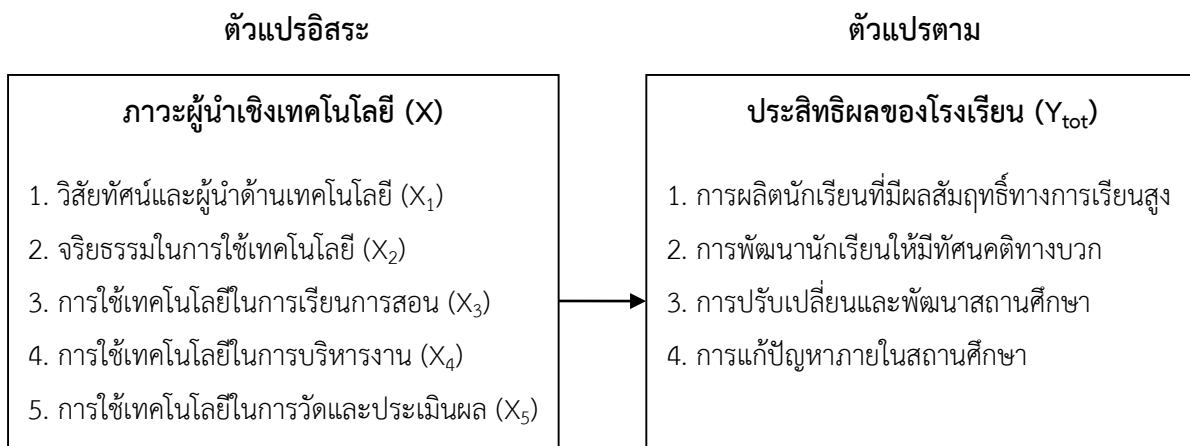 ตัวแปรอิสระ
ตัวแปรตาม
ภาวะผู้นำเชิงเทคโนโลยี (X)
1. วิสัยทัศน์และผู้นำด้านเทคโนโลยี (X₁)
2. จริยธรรมในการใช้เทคโนโลยี (X₂)
3. การใช้เทคโนโลยีในการเรียนการสอน (X₃)
4. การใช้เทคโนโลยีในการบริหารงาน (X₄)
5. การใช้เทคโนโลยีในการวัดและประเมินผล (X₅)
ประสิทธิผลของโรงเรียน (Yₜₒₜ)
1. การผลิตนักเรียนที่มีผลสัมฤทธิ์ทางการเรียนสูง
2. การพัฒนานักเรียนให้มีทัศนคติทางบวก
3. การปรับเปลี่ยนและพัฒนาสถานศึกษา
4. การแก้ปัญหาภายในสถานศึกษา